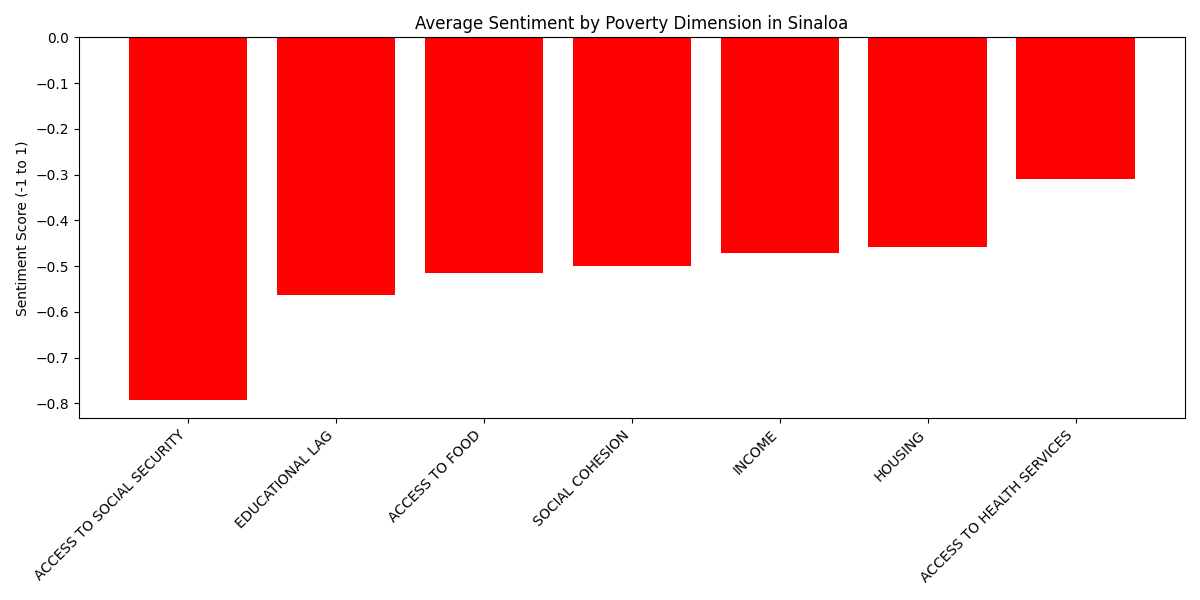 Average Sentiment by Poverty Dimension in Sinaloa
Sentiment Score (-1 to 1)
0.0
−0.1
−0.2
−0.3
−0.4
−0.5
−0.6
−0.7
−0.8
ACCESS TO SOCIAL SECURITY
EDUCATIONAL LAG
ACCESS TO FOOD
SOCIAL COHESION
INCOME
HOUSING
ACCESS TO HEALTH SERVICES